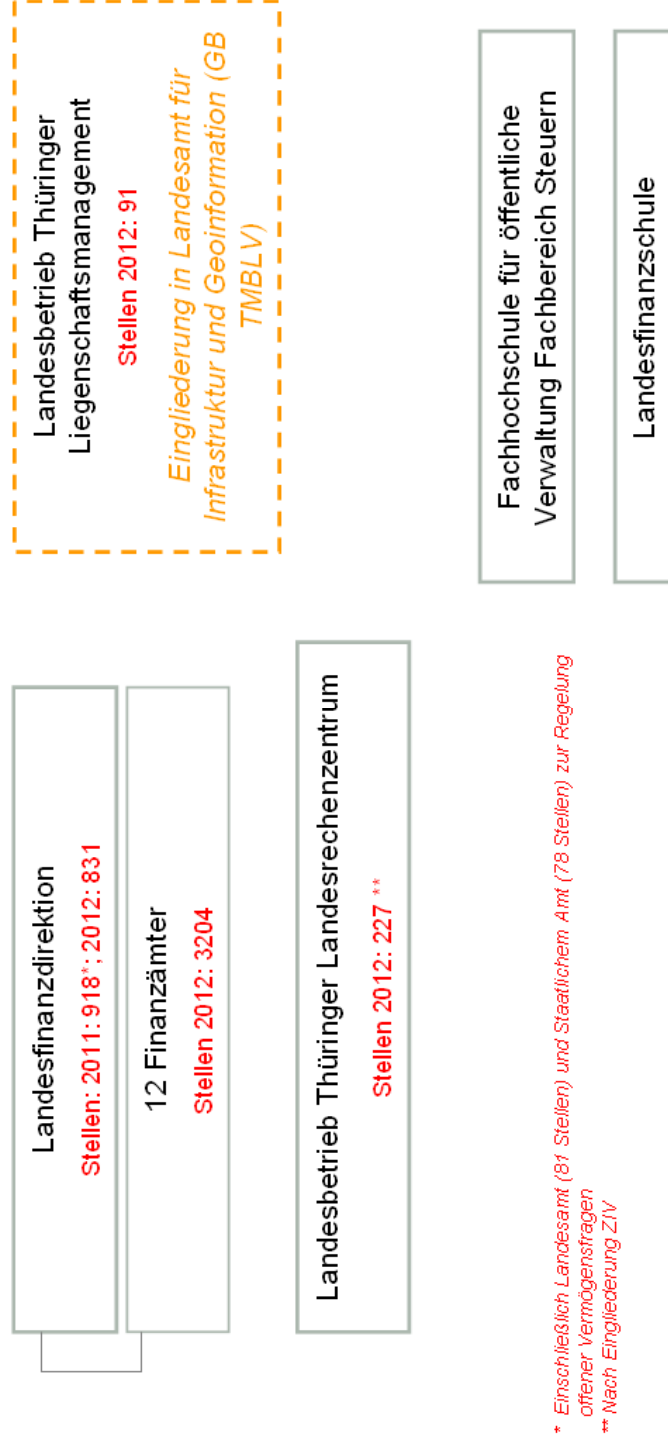 Landesfinanzdirektion
Stellen: 2011: 918*; 2012: 831
12 Finanzämter
Stellen 2012: 3204
Landesbetrieb Thüringer Landesrechenzentrum
Stellen 2012: 227 **
Landesbetrieb Thüringer
Liegenschaftsmanagement
Stellen 2012: 91
Eingliederung in Landesamt für
Infrastruktur und Geoinformation (GB
TMBLV)
Fachhochschule für öffentliche
Verwaltung Fachbereich Steuern
Landesfinanzschule
* Einschließlich Landesamt (81 Stellen) und Staatlichem Amt (78 Stellen) zur Regelung
offener Vermögensfragen
** Nach Eingliederung ZIV